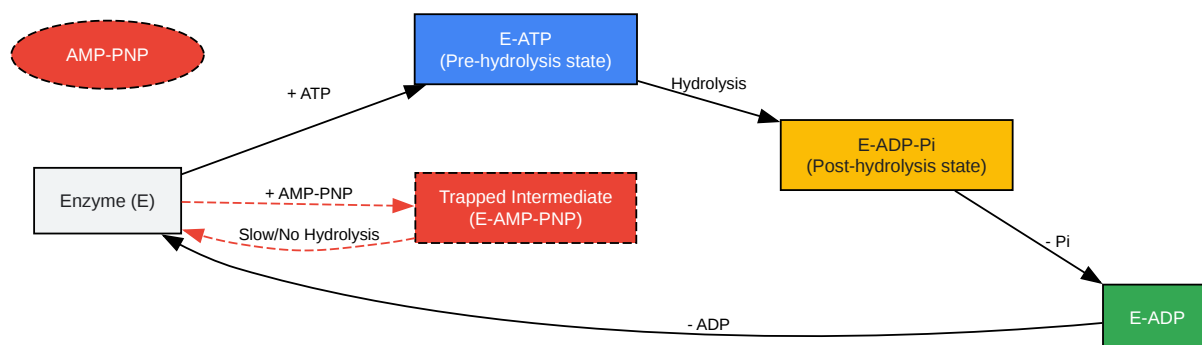 AMP-PNP
E-ATP
(Pre-hydrolysis state)
+ ATP
Hydrolysis
E-ADP-Pi
(Post-hydrolysis state)
Enzyme (E)
+ AMP-PNP
Trapped Intermediate
(E-AMP-PNP)
Slow/No Hydrolysis
- Pi
E-ADP
- ADP